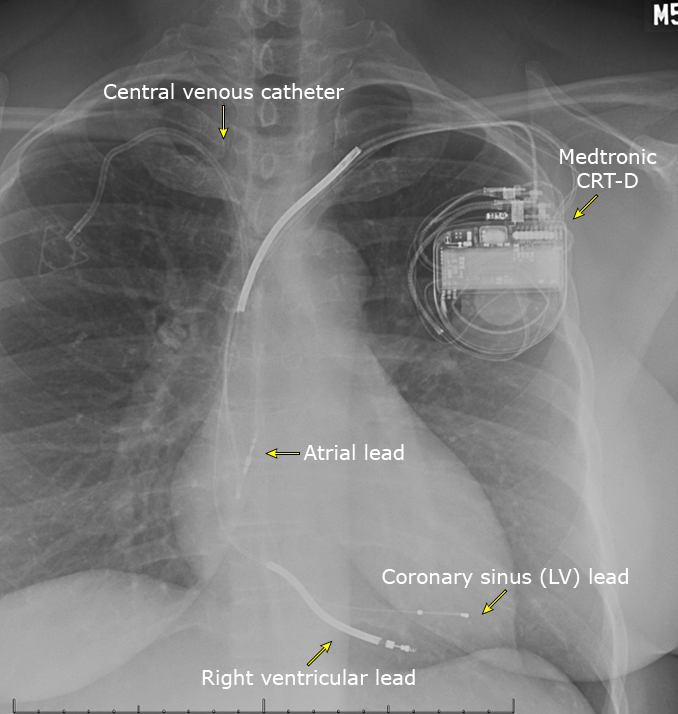 M5
Central venous catheter
Medtronic
CRT-D
Atrial lead
Coronary sinus (LV) lead
Right ventricular lead